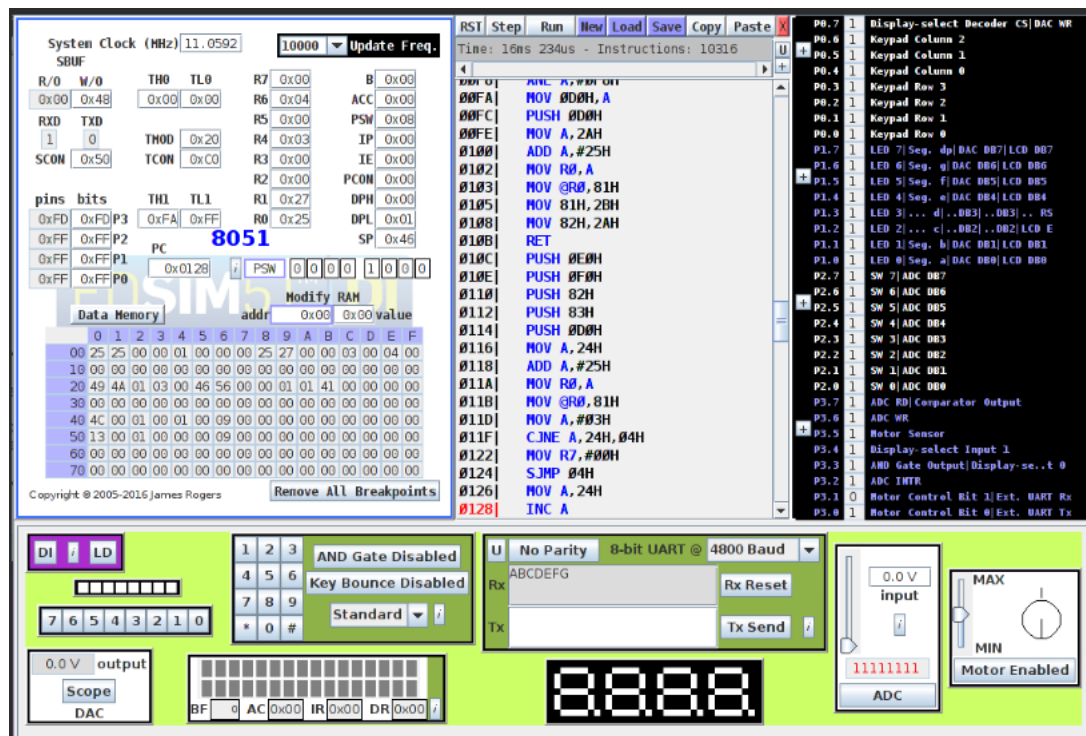 System Clock (MHz) 11.0592
10000 Update Freq.
SBUF
R/O W/O TH0 TL0 R7 0x00 B 0x00
0x00 0x48 0x00 0x00 R6 0x04 ACC 0x00
RXD TXD R5 0x00 PSW 0x08
1 0 TMOD 0x20 R4 0x03 IP 0x00
SCON 0x50 TCON 0xC0 R3 0x00 IE 0x00
R2 0x00 PCON 0x00
pins bits TH1 TL1 R1 0x27 DPH 0x00
0xFD 0xFD P3 0xFA 0xFF R0 0x25 DPL 0x01
0xFF 0xFF P2 8051 SP 0x46
0xFF 0xFF P1 PC
0xFF 0xFF P0 0x0128 i PSW 0 0 0 0 1 0 0 0
Modify RAM
Data Memory addr 0x00 0x00 value
0 1 2 3 4 5 6 7 8 9 A B C D E F
00 25 25 00 00 01 00 00 00 25 27 00 00 03 00 04 00
10 00 00 00 00 00 00 00 00 00 00 00 00 00 00 00 00
20 49 4A 01 03 00 46 56 00 00 01 01 41 00 00 00 00
30 00 00 00 00 00 00 00 00 00 00 00 00 00 00 00 00
40 4C 00 01 00 01 00 09 00 00 00 00 00 00 00 00 00
50 13 00 01 00 00 00 09 00 00 00 00 00 00 00 00 00
60 00 00 00 00 00 00 00 00 00 00 00 00 00 00 00 00
70 00 00 00 00 00 00 00 00 00 00 00 00 00 00 00 00
Copyright © 2005-2016 James Rogers Remove All Breakpoints
RST Step Run New Load Save Copy Paste X
Time: 16ms 234us - Instructions: 10316
U
+
00F8| ANL A,#0F8H
00FA| MOV 0D0H,A
00FC| PUSH 0D0H
00FE| MOV A,2AH
0100| ADD A,#25H
0102| MOV R0,A
0103| MOV @R0,81H
0105| MOV 81H,2BH
0108| MOV 82H,2AH
010B| RET
010C| PUSH 0E0H
010E| PUSH 0F0H
0110| PUSH 82H
0112| PUSH 83H
0114| PUSH 0D0H
0116| MOV A,24H
0118| ADD A,#25H
011A| MOV R0,A
011B| MOV @R0,81H
011D| MOV A,#03H
011F| CJNE A,24H,04H
0122| MOV R7,#00H
0124| SJMP 04H
0126| MOV A,24H
0128| INC A
P0.7 1 Display-select Decoder CS|DAC WR
P0.6 1 Keypad Column 2
+ P0.5 1 Keypad Column 1
P0.4 1 Keypad Column 0
P0.3 1 Keypad Row 3
P0.2 1 Keypad Row 2
P0.1 1 Keypad Row 1
P0.0 1 Keypad Row 0
P1.7 1 LED 7|Seg. dp|DAC DB7|LCD DB7
P1.6 1 LED 6|Seg. g|DAC DB6|LCD DB6
+ P1.5 1 LED 5|Seg. f|DAC DB5|LCD DB5
P1.4 1 LED 4|Seg. e|DAC DB4|LCD DB4
P1.3 1 LED 3|... d|..DB3|..DB3|.. RS
P1.2 1 LED 2|... c|..DB2|..DB2|LCD E
P1.1 1 LED 1|Seg. b|DAC DB1|LCD DB1
P1.0 1 LED 0|Seg. a|DAC DB0|LCD DB0
P2.7 1 SW 7|ADC DB7
P2.6 1 SW 6|ADC DB6
+ P2.5 1 SW 5|ADC DB5
P2.4 1 SW 4|ADC DB4
P2.3 1 SW 3|ADC DB3
P2.2 1 SW 2|ADC DB2
P2.1 1 SW 1|ADC DB1
P2.0 1 SW 0|ADC DB0
P3.7 1 ADC RD|Comparator Output
P3.6 1 ADC WR
+ P3.5 1 Motor Sensor
P3.4 1 Display-select Input 1
P3.3 1 AND Gate Output|Display-se..t 0
P3.2 1 ADC INTR
P3.1 0 Motor Control Bit 1|Ext. UART Rx
P3.0 1 Motor Control Bit 0|Ext. UART Tx
DI i LD
7 6 5 4 3 2 1 0
0.0 V output
Scope
DAC
1 2 3
4 5 6
7 8 9
* 0 #
AND Gate Disabled
Key Bounce Disabled
Standard i
BF 0 AC 0x00 IR 0x00 DR 0x00 i
U No Parity 8-bit UART @ 4800 Baud
Rx ABCDEFG Rx Reset
Tx Tx Send i
8.8.8.8.
0.0 V
input
i
11111111
ADC
MAX
MIN
Motor Enabled